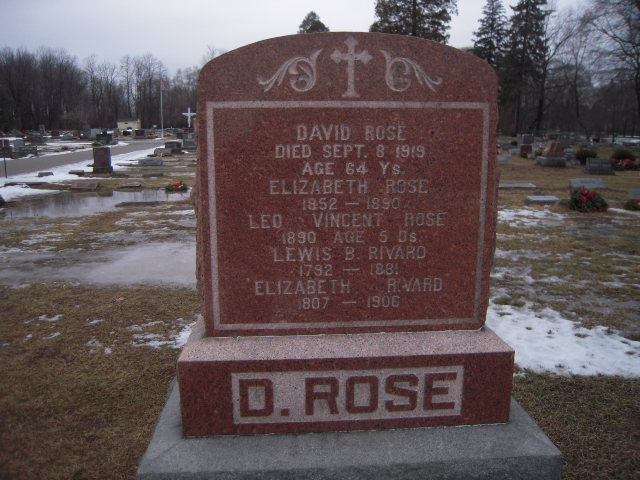 DAVID ROSE
DIED SEPT. 8 1919
AGE 64 Ys.
ELIZABETH ROSE
1852 — 1890
LEO VINCENT ROSE
1890 AGE 5 Ds.
LEWIS B. RIVARD
1792 — 1881
ELIZABETH RIVARD
1807 — 1906
D. ROSE